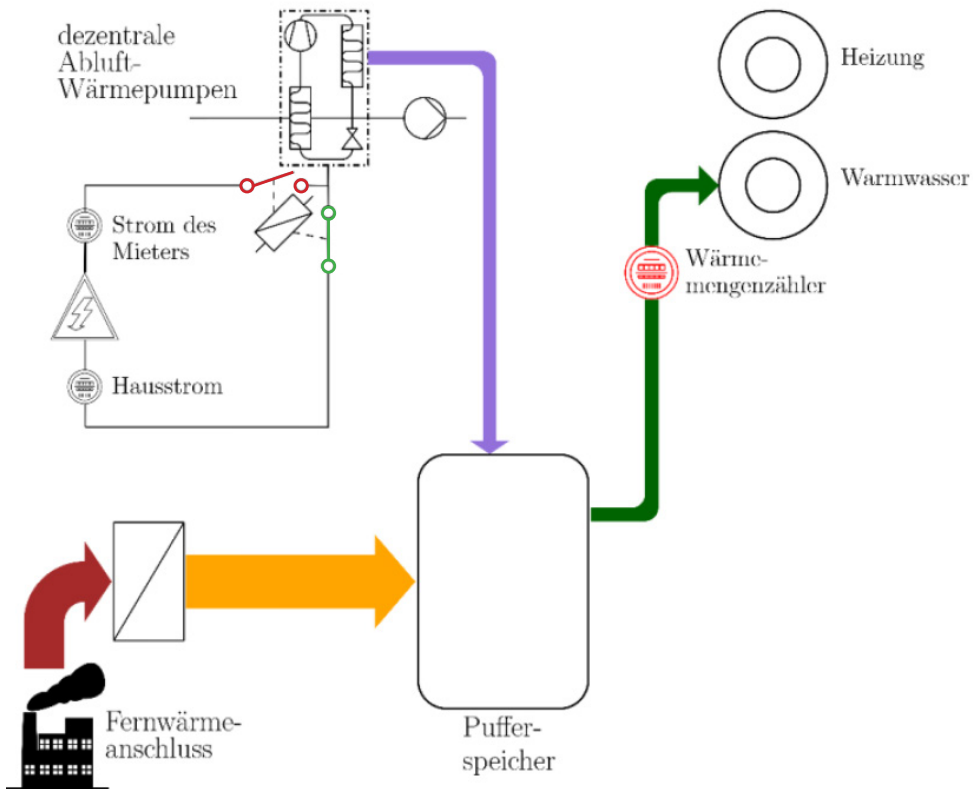 dezentrale
Abluft-
Wärmepumpen
Heizung
Warmwasser
Strom des
Mieters
Wärme-
mengenzähler
Hausstrom
Fernwärme-
anschluss
Puffer-
speicher